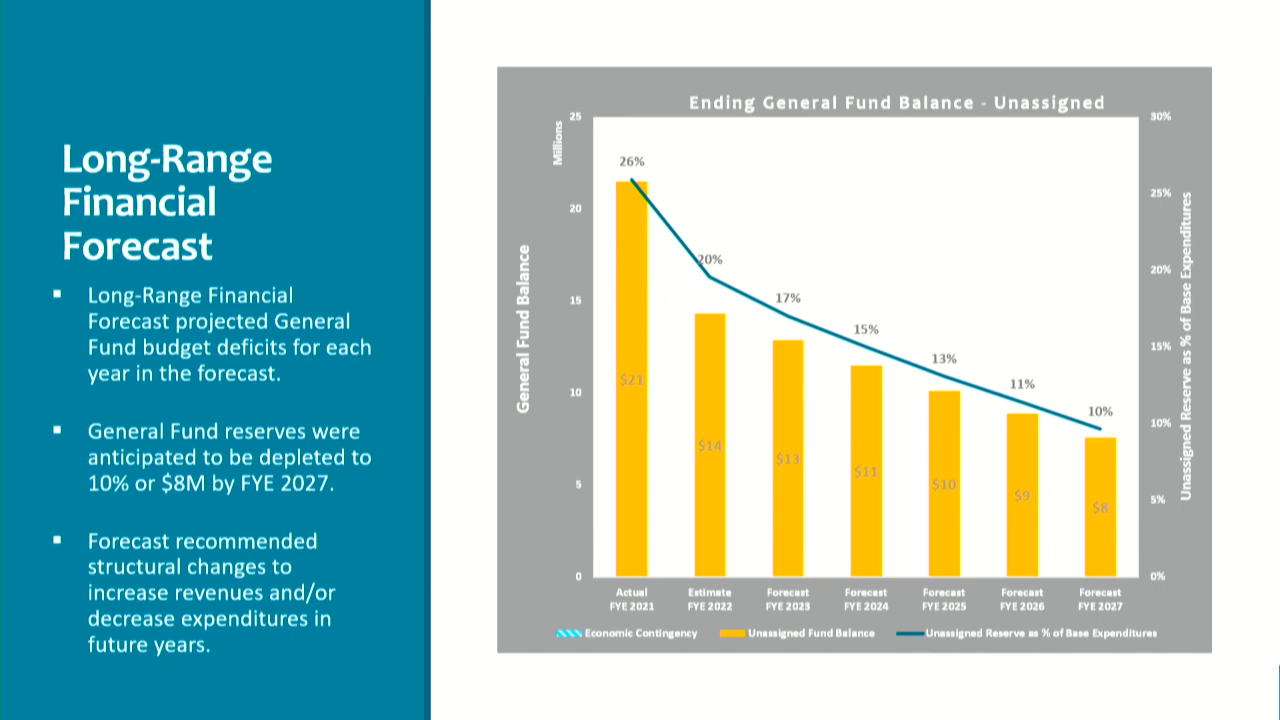 Long-Range
Financial
Forecast
▪ Long-Range Financial
Forecast projected General
Fund budget deficits for each
year in the forecast.
▪ General Fund reserves were
anticipated to be depleted to
10% or $8M by FYE 2027.
▪ Forecast recommended
structural changes to
increase revenues and/or
decrease expenditures in
future years.
Ending General Fund Balance - Unassigned
Millions
General Fund Balance
25
20
15
10
5
0
26%
20%
17%
15%
13%
11%
10%
$21
$14
$13
$11
$10
$9
$8
30%
25%
20%
15%
10%
5%
0%
Unassigned Reserve as % of Base Expenditures
Actual Estimate Forecast Forecast Forecast Forecast Forecast
FYE 2021 FYE 2022 FYE 2023 FYE 2024 FYE 2025 FYE 2026 FYE 2027
Economic Contingency Unassigned Fund Balance Unassigned Reserve as % of Base Expenditures